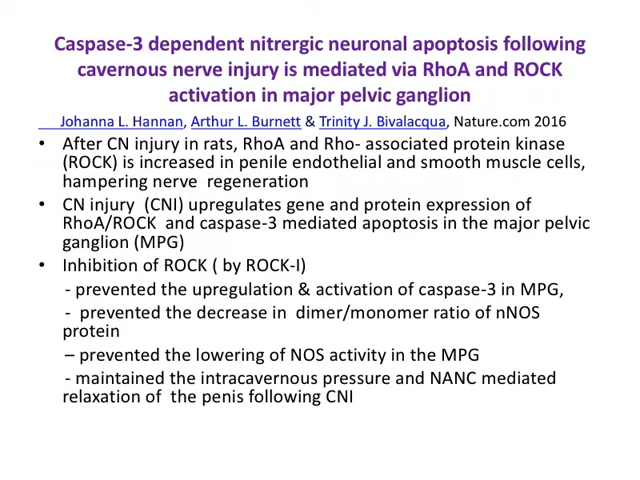 Caspase-3 dependent nitrergic neuronal apoptosis following
cavernous nerve injury is mediated via RhoA and ROCK
activation in major pelvic ganglion
Johanna L. Hannan, Arthur L. Burnett & Trinity J. Bivalacqua, Nature.com 2016
• After CN injury in rats, RhoA and Rho- associated protein kinase
(ROCK) is increased in penile endothelial and smooth muscle cells,
hampering nerve regeneration
• CN injury (CNI) upregulates gene and protein expression of
RhoA/ROCK and caspase-3 mediated apoptosis in the major pelvic
ganglion (MPG)
• Inhibition of ROCK ( by ROCK-I)
- prevented the upregulation & activation of caspase-3 in MPG,
- prevented the decrease in dimer/monomer ratio of nNOS
protein
– prevented the lowering of NOS activity in the MPG
- maintained the intracavernous pressure and NANC mediated
relaxation of the penis following CNI